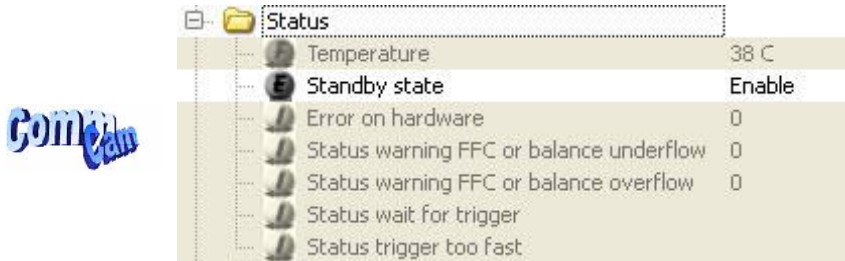 Status
Temperature 38 C
E Standby state Enable
CommCam
Error on hardware 0
Status warning FFC or balance underflow 0
Status warning FFC or balance overflow 0
Status wait for trigger
Status trigger too fast